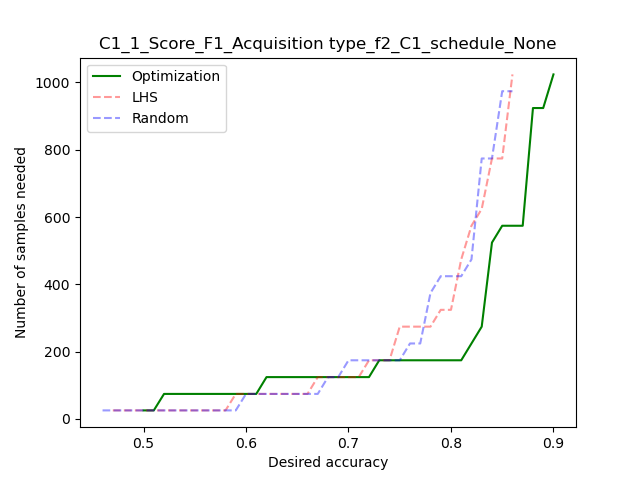 C1_1_Score_F1_Acquisition type_f2_C1_schedule_None
Optimization
LHS
Random
Number of samples needed
1000
800
600
400
200
0
0.5 0.6 0.7 0.8 0.9
Desired accuracy